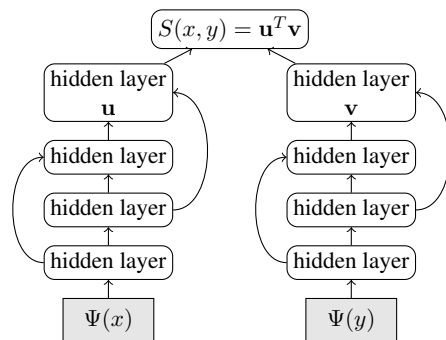 S(x, y) = u^T v
hidden layer
u
hidden layer
v
hidden layer
hidden layer
hidden layer
hidden layer
hidden layer
hidden layer
Ψ(x)
Ψ(y)